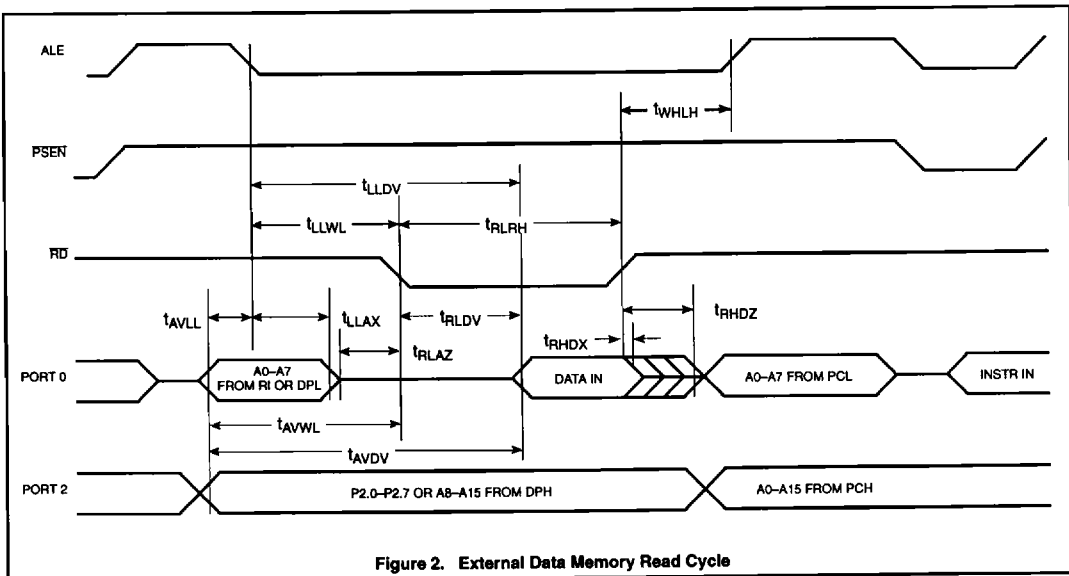 ALE
tWHLH
PSEN
tLLDV
tLLWL
tRLRH
RD
tAVLL
tLLAX
tRLDV
tRHDZ
tRLAZ
tRHDX
PORT 0
A0–A7
FROM RI OR DPL
DATA IN
A0–A7 FROM PCL
INSTR IN
tAVWL
tAVDV
PORT 2
P2.0–P2.7 OR A8–A15 FROM DPH
A0–A15 FROM PCH
Figure 2. External Data Memory Read Cycle